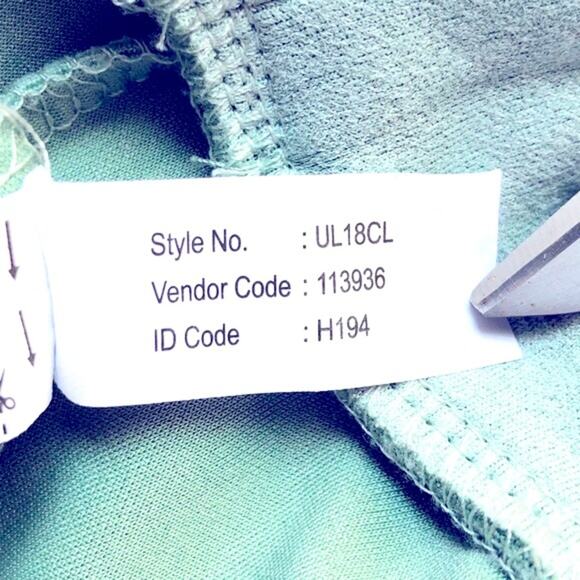 Style No. : UL18CL
Vendor Code : 113936
ID Code : H194